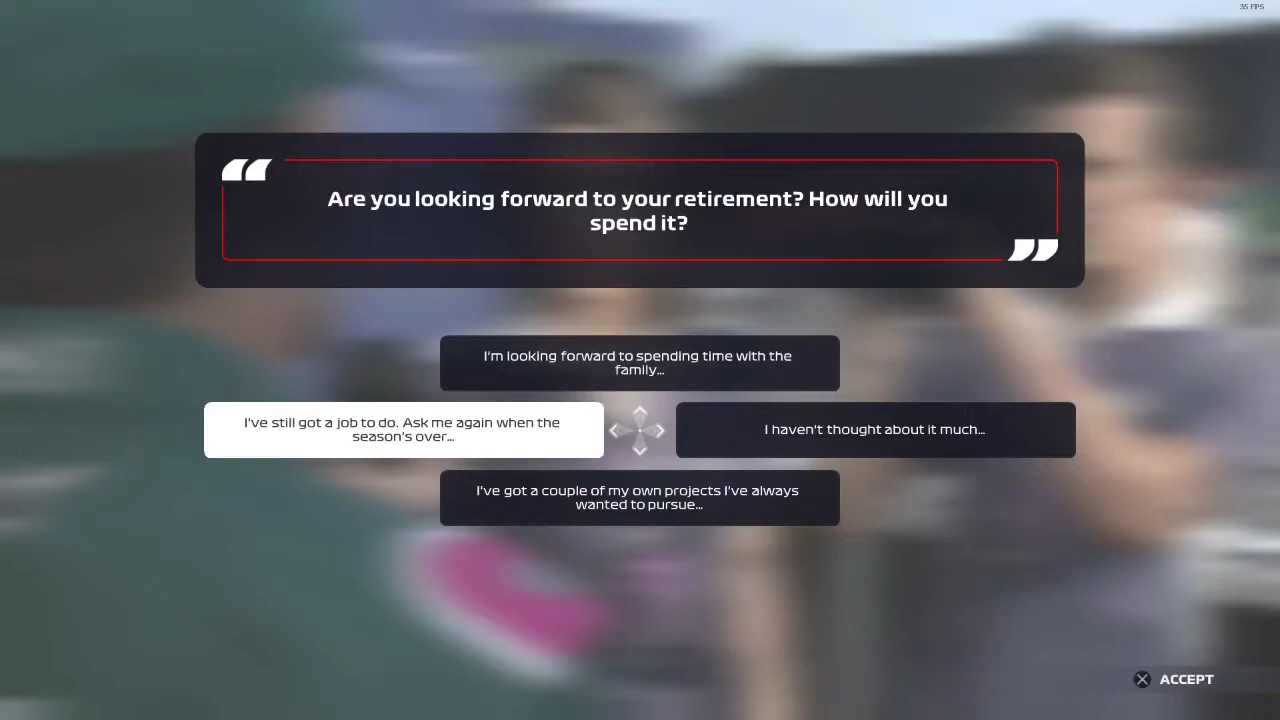 35 FPS
Are you looking forward to your retirement? How will you
spend it?
I'm looking forward to spending time with the
family...
I've still got a job to do. Ask me again when the
season's over...
I haven't thought about it much...
I've got a couple of my own projects I've always
wanted to pursue...
ACCEPT